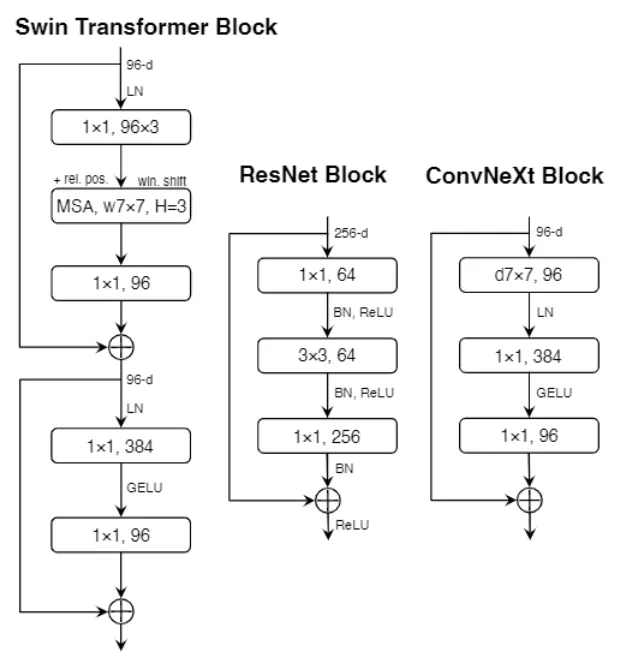 Swin Transformer Block
96-d
LN
1×1, 96×3
+ rel. pos.
win. shift
MSA, w7×7, H=3
1×1, 96
96-d
LN
1×1, 384
GELU
1×1, 96
ResNet Block
256-d
1×1, 64
BN, ReLU
3×3, 64
BN, ReLU
1×1, 256
BN
ReLU
ConvNeXt Block
96-d
d7×7, 96
LN
1×1, 384
GELU
1×1, 96